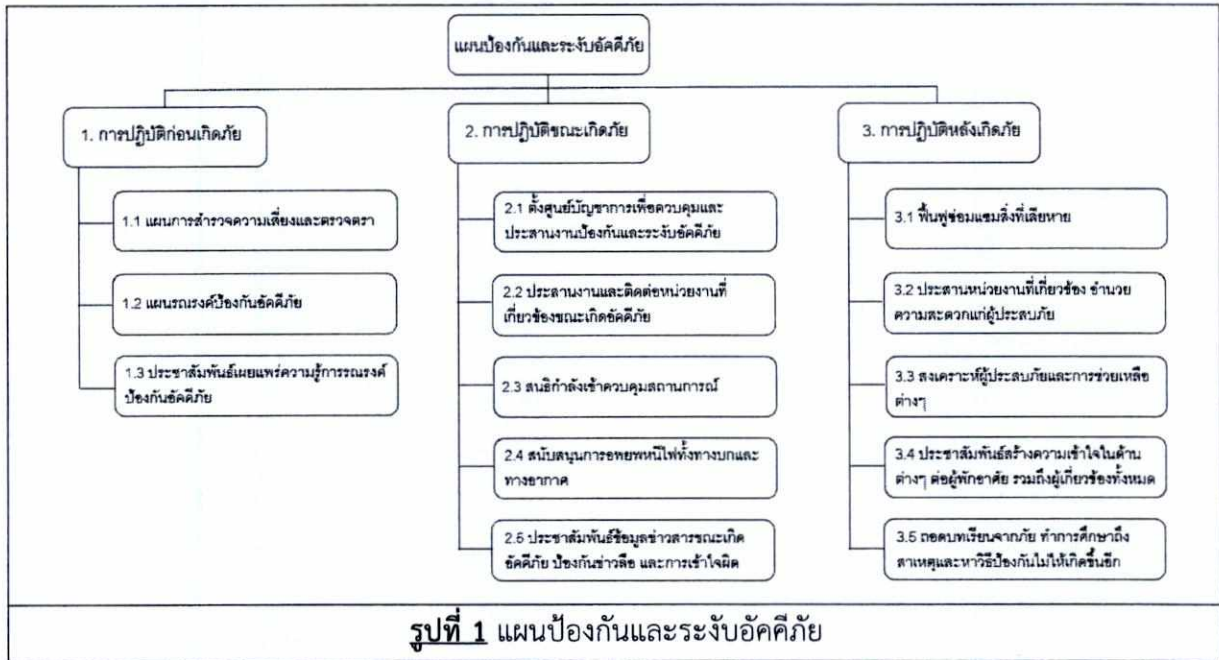 แผนป้องกันและระงับอัคคีภัย
1. การปฏิบัติก่อนเกิดภัย
1.1 แผนการสำรวจความเสี่ยงและตรวจตรา
1.2 แผนรณรงค์ป้องกันอัคคีภัย
1.3 ประชาสัมพันธ์เผยแพร่ความรู้การรณรงค์
ป้องกันอัคคีภัย
2. การปฏิบัติขณะเกิดภัย
2.1 ตั้งศูนย์บัญชาการเพื่อควบคุมและ
ประสานงานป้องกันและระงับอัคคีภัย
2.2 ประสานงานและติดต่อหน่วยงานที่
เกี่ยวข้องขณะเกิดอัคคีภัย
2.3 สนธิกำลังเข้าควบคุมสถานการณ์
2.4 สนับสนุนการอพยพหนีไฟทั้งทางบกและ
ทางอากาศ
2.5 ประชาสัมพันธ์ข้อมูลข่าวสารขณะเกิด
อัคคีภัย ป้องกันข่าวลือ และการเข้าใจผิด
3. การปฏิบัติหลังเกิดภัย
3.1 ฟื้นฟูซ่อมแซมสิ่งที่เสียหาย
3.2 ประสานหน่วยงานที่เกี่ยวข้อง อำนวย
ความสะดวกแก่ผู้ประสบภัย
3.3 สงเคราะห์ผู้ประสบภัยและการช่วยเหลือ
ต่างๆ
3.4 ประชาสัมพันธ์สร้างความเข้าใจในด้าน
ต่างๆ ต่อผู้พักอาศัย รวมถึงผู้เกี่ยวข้องทั้งหมด
3.5 ถอดบทเรียนจากภัย ทำการศึกษาถึง
สาเหตุและหาวิธีป้องกันไม่ให้เกิดขึ้นอีก
รูปที่ 1 แผนป้องกันและระงับอัคคีภัย